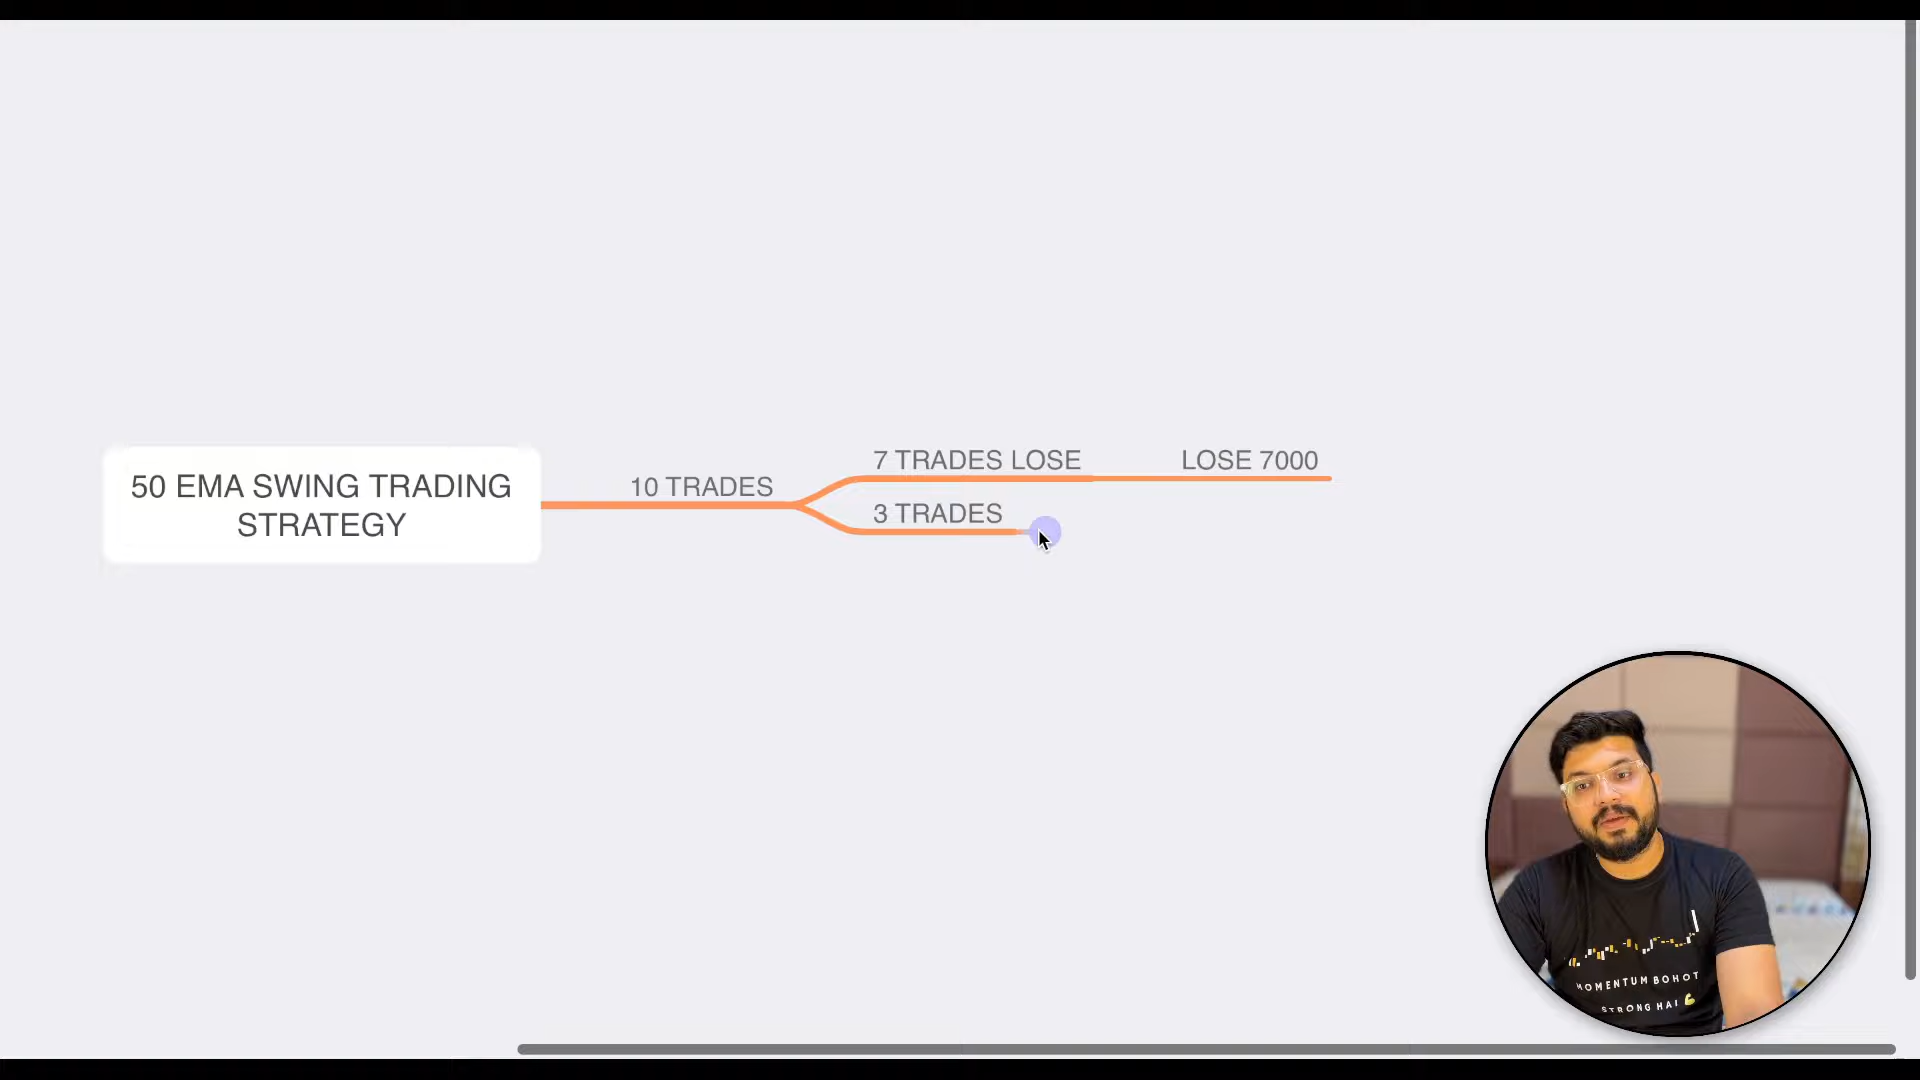 50 EMA SWING TRADING
STRATEGY
10 TRADES
7 TRADES LOSE
LOSE 7000
3 TRADES
MOMENTUM BOHOT
STRONG HAI 💪